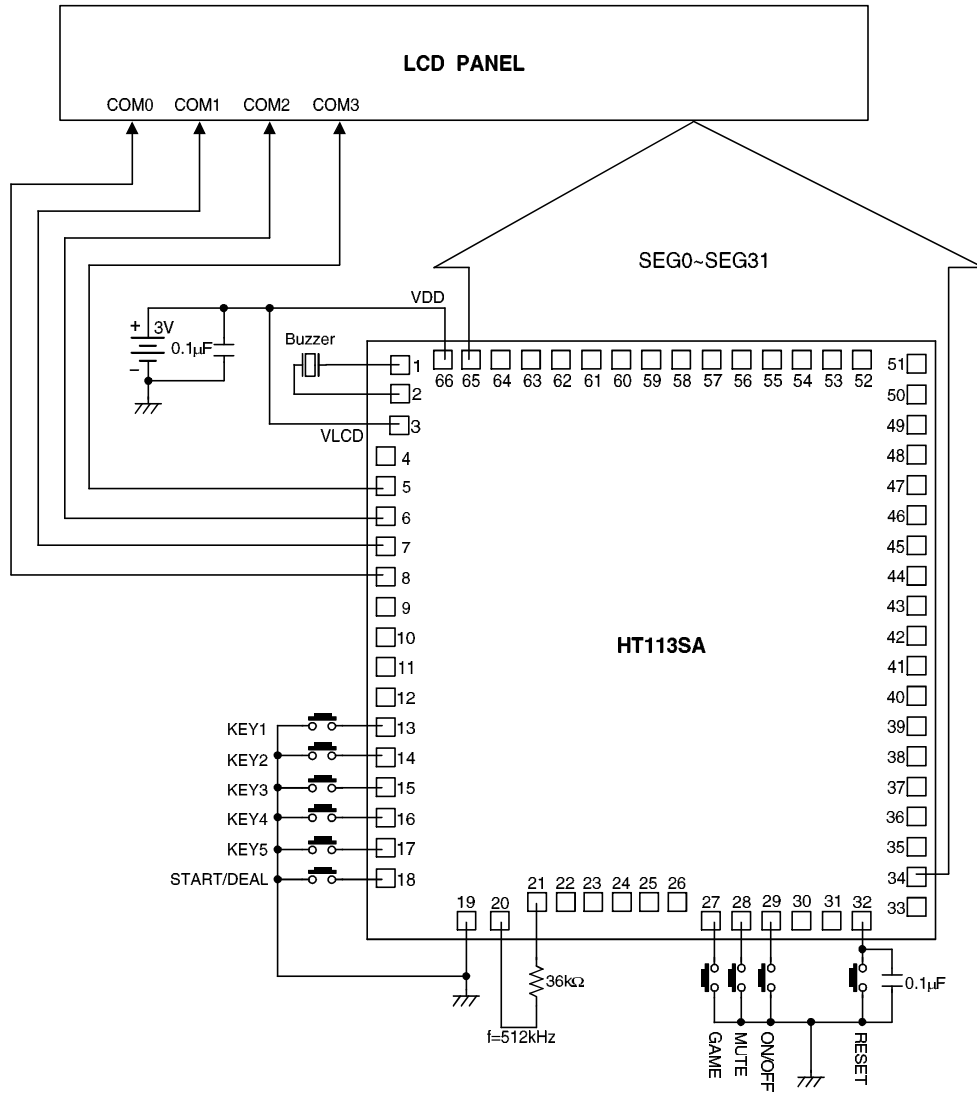 LCD PANEL
COM0 COM1 COM2 COM3
SEG0~SEG31
VDD
+ 3V
0.1µF
−
Buzzer
VLCD
1
2
3
4
5
6
7
8
9
10
11
12
13
14
15
16
17
18
66 65 64 63 62 61 60 59 58 57 56 55 54 53 52
51
50
49
48
47
46
45
44
43
42
41
40
39
38
37
36
35
34
33
HT113SA
KEY1
KEY2
KEY3
KEY4
KEY5
START/DEAL
19 20 21 22 23 24 25 26 27 28 29 30 31 32
36kΩ
f=512kHz
0.1µF
GAME
MUTE
ON/OFF
RESET